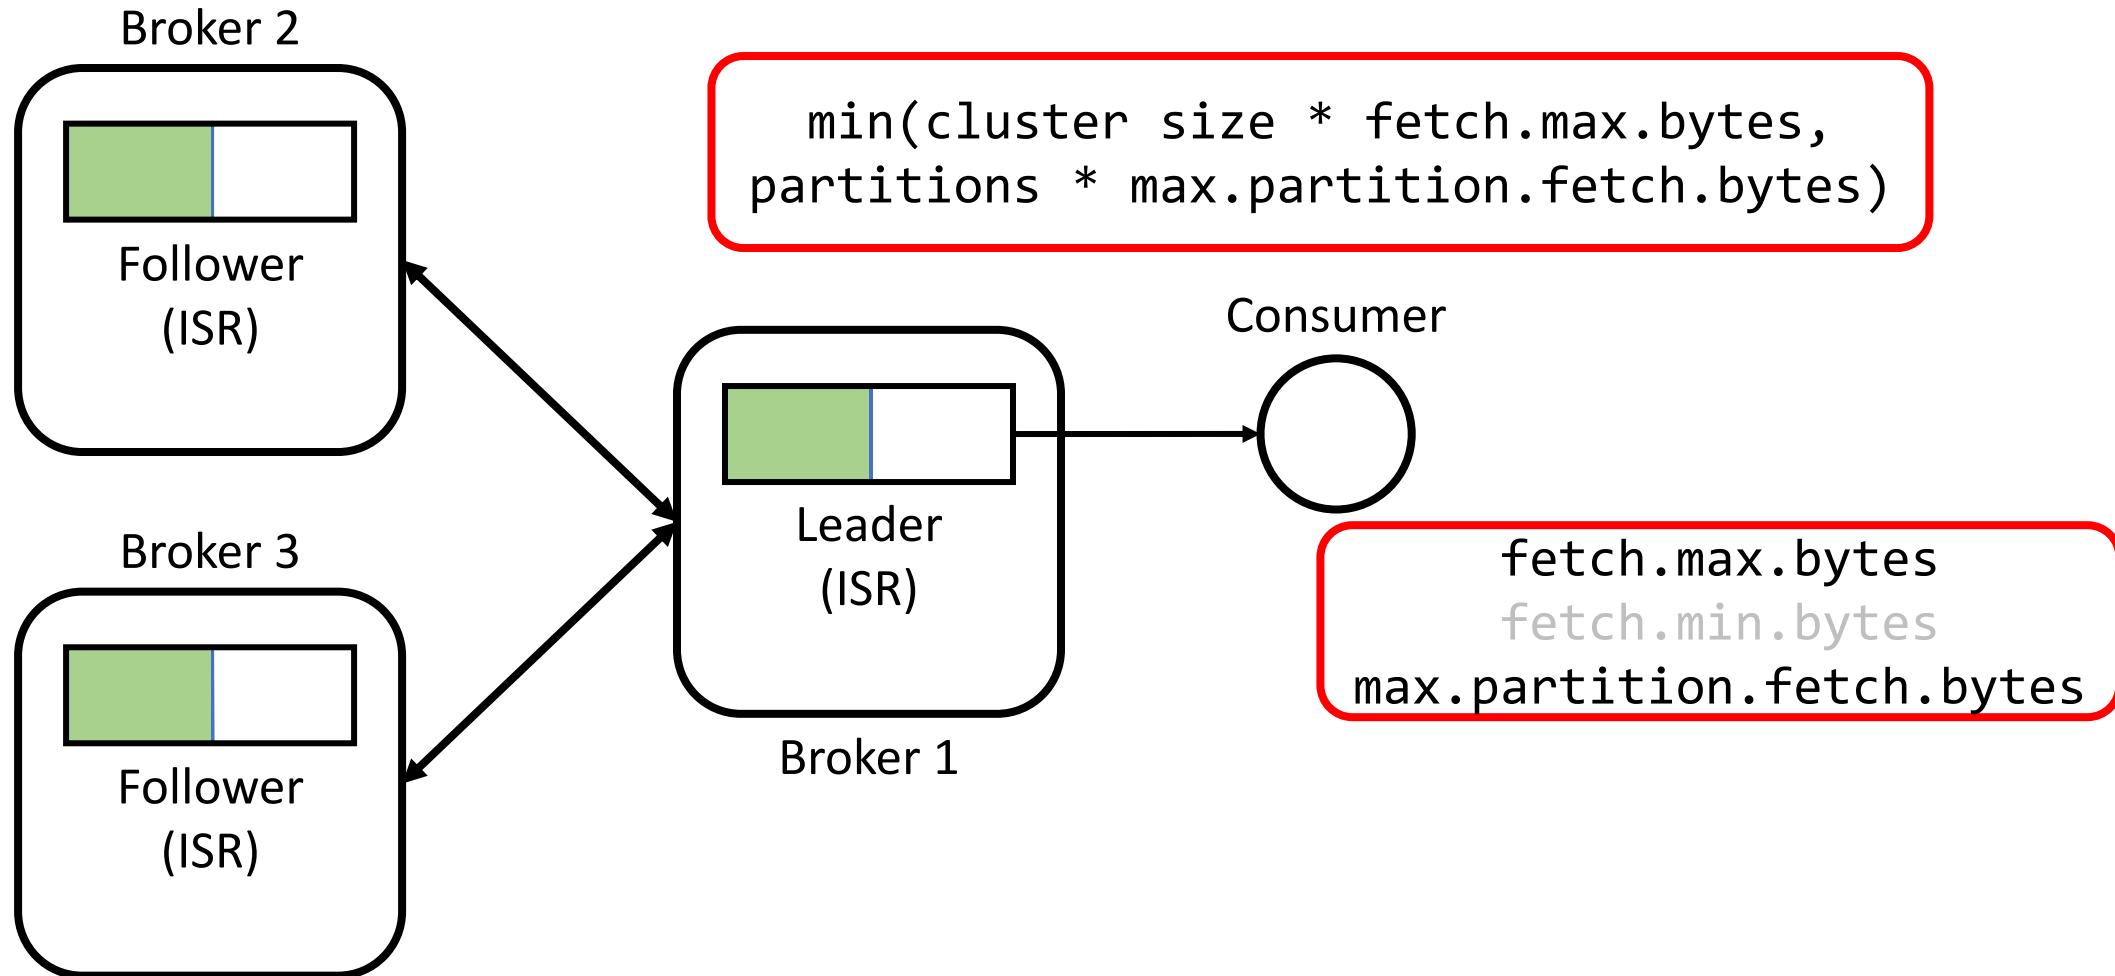 Broker 2
Follower
(ISR)
min(cluster size * fetch.max.bytes,
partitions * max.partition.fetch.bytes)
Consumer
Leader
(ISR)
Broker 1
fetch.max.bytes
fetch.min.bytes
max.partition.fetch.bytes
Broker 3
Follower
(ISR)